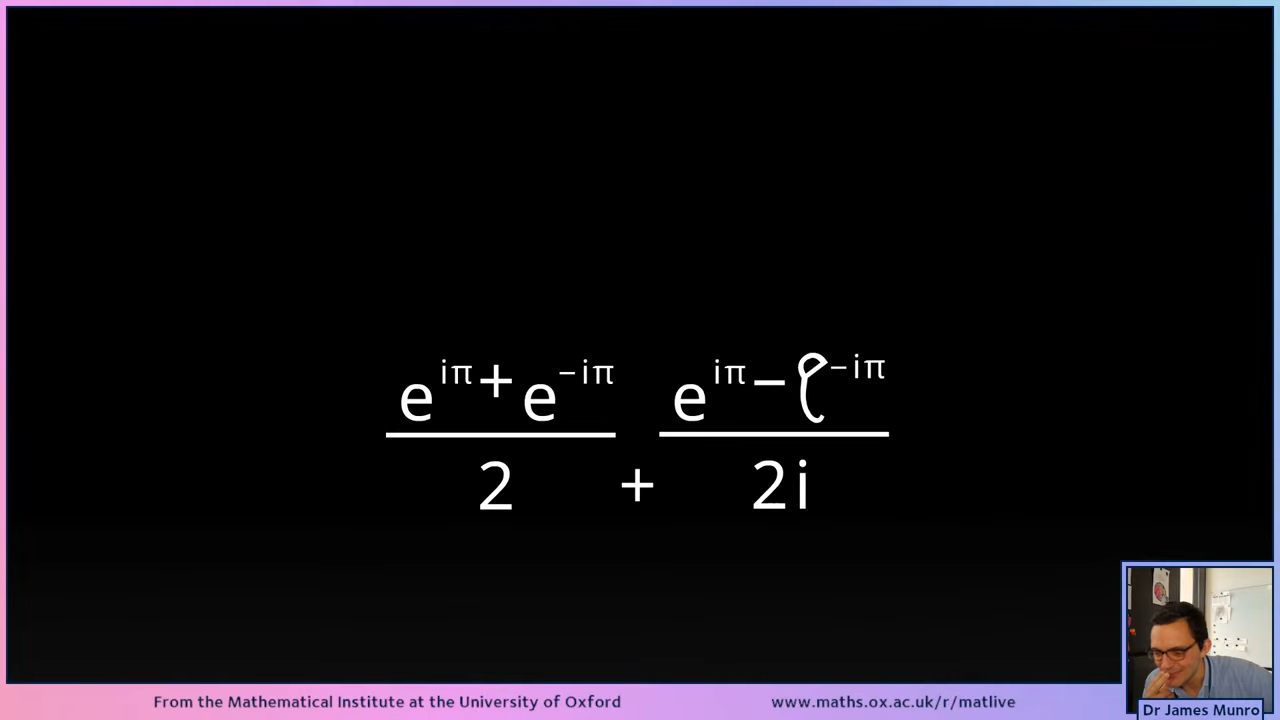 e^{iπ} + e^{-iπ} / 2 + e^{iπ} - e^{-iπ} / 2i
Dr James Munro
From the Mathematical Institute at the University of Oxford
www.maths.ox.ac.uk/r/matlive